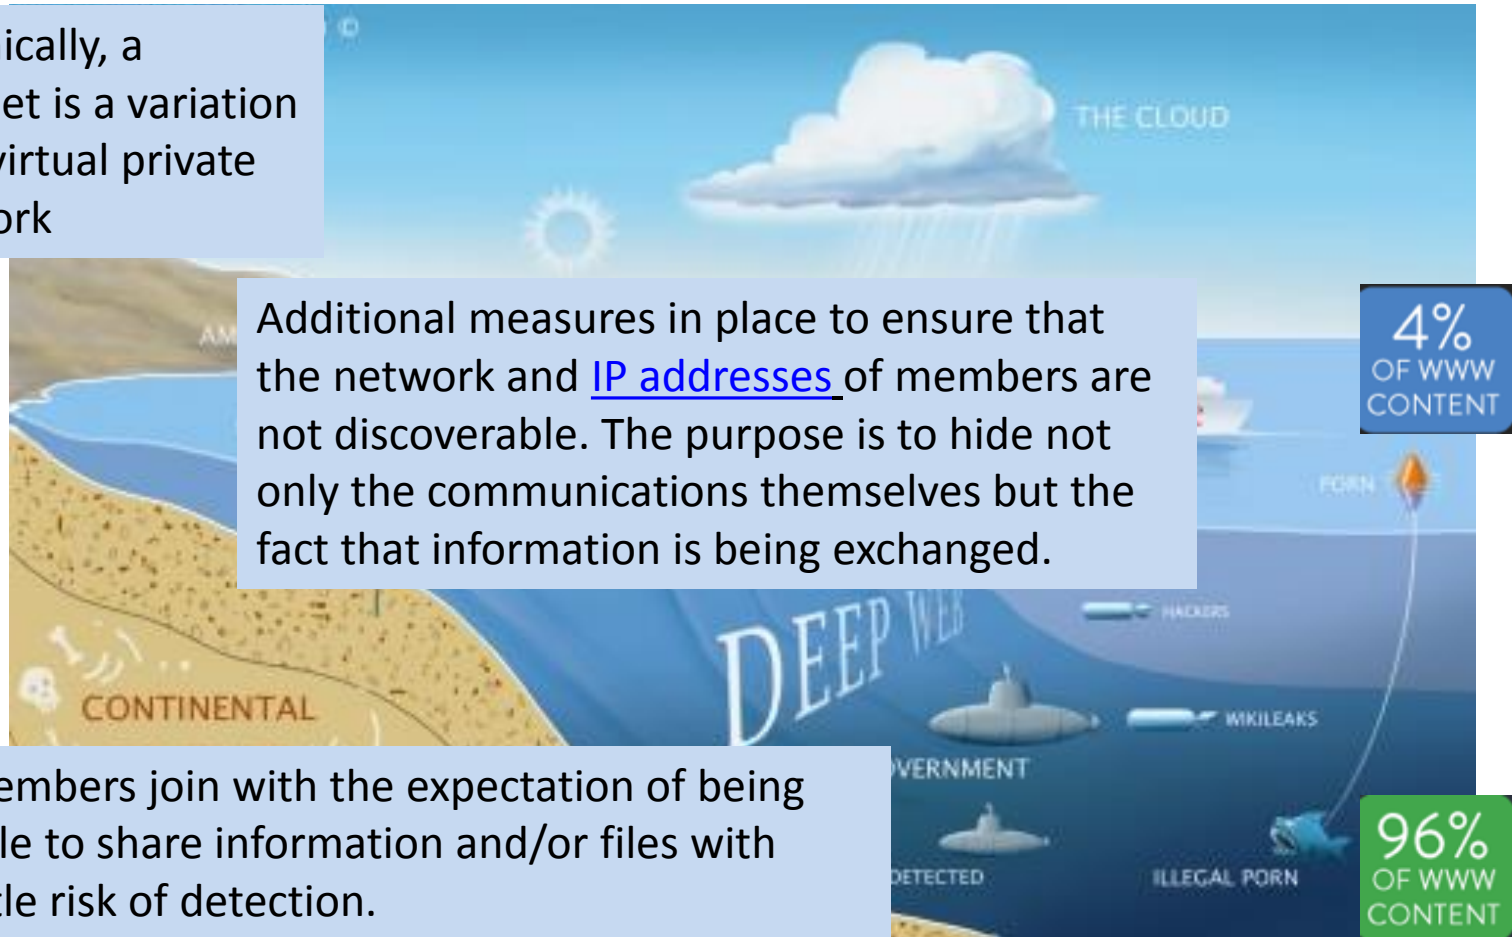 ically, a
et is a variation
virtual private
ork
©
THE CLOUD
AM
Additional measures in place to ensure that
the network and IP addresses of members are
not discoverable. The purpose is to hide not
only the communications themselves but the
fact that information is being exchanged.
4%
OF WWW
CONTENT
PORN
DEEP WEB
HACKERS
CONTINENTAL
WIKILEAKS
VERNMENT
embers join with the expectation of being
le to share information and/or files with
tle risk of detection.
DETECTED
ILLEGAL PORN
96%
OF WWW
CONTENT